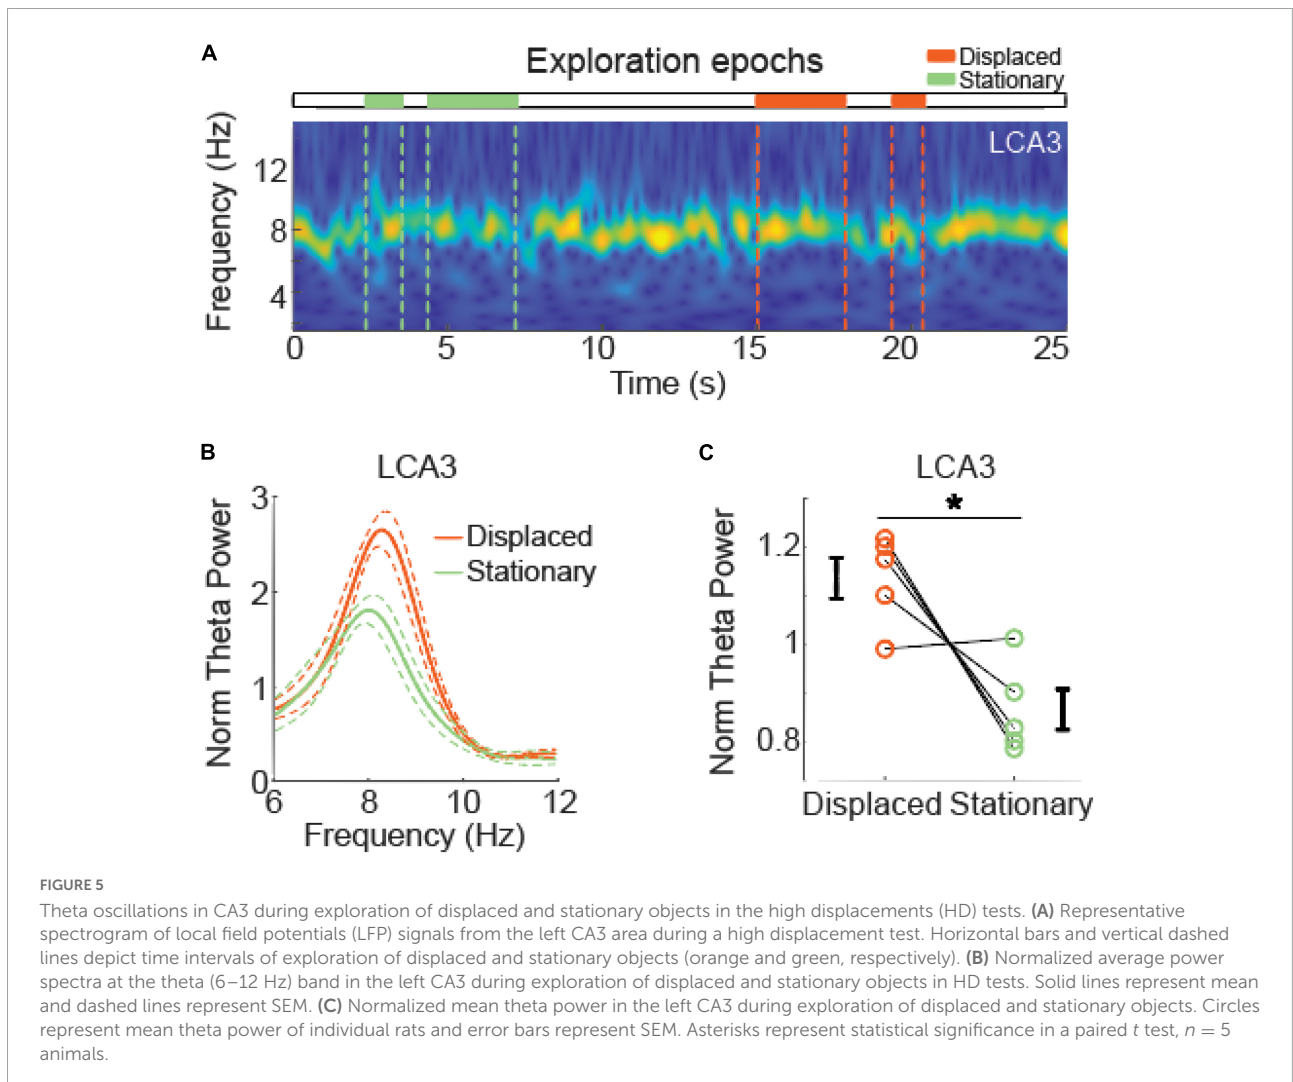 A
Exploration epochs
Displaced
Stationary
LCA3
Frequency (Hz)
12
8
4
0 5 10 15 20 25
Time (s)
B
LCA3
Norm Theta Power
3
2
1
0
Displaced
Stationary
6 8 10 12
Frequency (Hz)
C
LCA3
*
Norm Theta Power
1.2
1
0.8
Displaced Stationary
FIGURE 5
Theta oscillations in CA3 during exploration of displaced and stationary objects in the high displacements (HD) tests. (A) Representative
spectrogram of local field potentials (LFP) signals from the left CA3 area during a high displacement test. Horizontal bars and vertical dashed
lines depict time intervals of exploration of displaced and stationary objects (orange and green, respectively). (B) Normalized average power
spectra at the theta (6–12 Hz) band in the left CA3 during exploration of displaced and stationary objects in HD tests. Solid lines represent mean
and dashed lines represent SEM. (C) Normalized mean theta power in the left CA3 during exploration of displaced and stationary objects. Circles
represent mean theta power of individual rats and error bars represent SEM. Asterisks represent statistical significance in a paired t test, n = 5
animals.